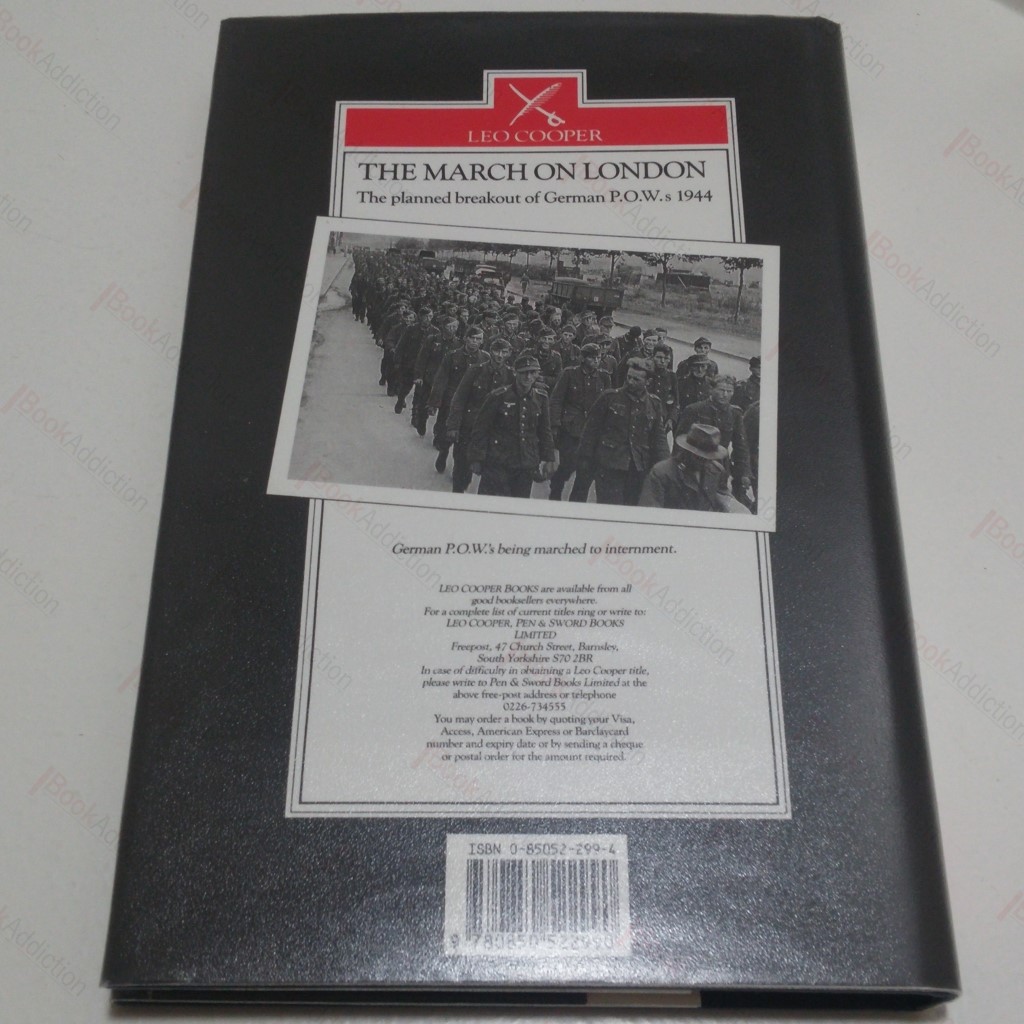 LEO COOPER
THE MARCH ON LONDON
The planned breakout of German P.O.W.s 1944
German P.O.W.'s being marched to internment.
LEO COOPER BOOKS are available from all
good booksellers everywhere.
For a complete list of current titles ring or write to:
LEO COOPER, PEN & SWORD BOOKS
LIMITED
Freepost, 47 Church Street, Barnsley,
South Yorkshire S70 2BR
In case of difficulty in obtaining a Leo Cooper title,
please write to Pen & Sword Books Limited at the
above free-post address or telephone
0226-734555
You may order a book by quoting your Visa,
Access, American Express or Barclaycard
number and expiry date or by sending a cheque
or postal order for the amount required.
ISBN 0-85052-299-4
9 780850 522990
BookAddiction